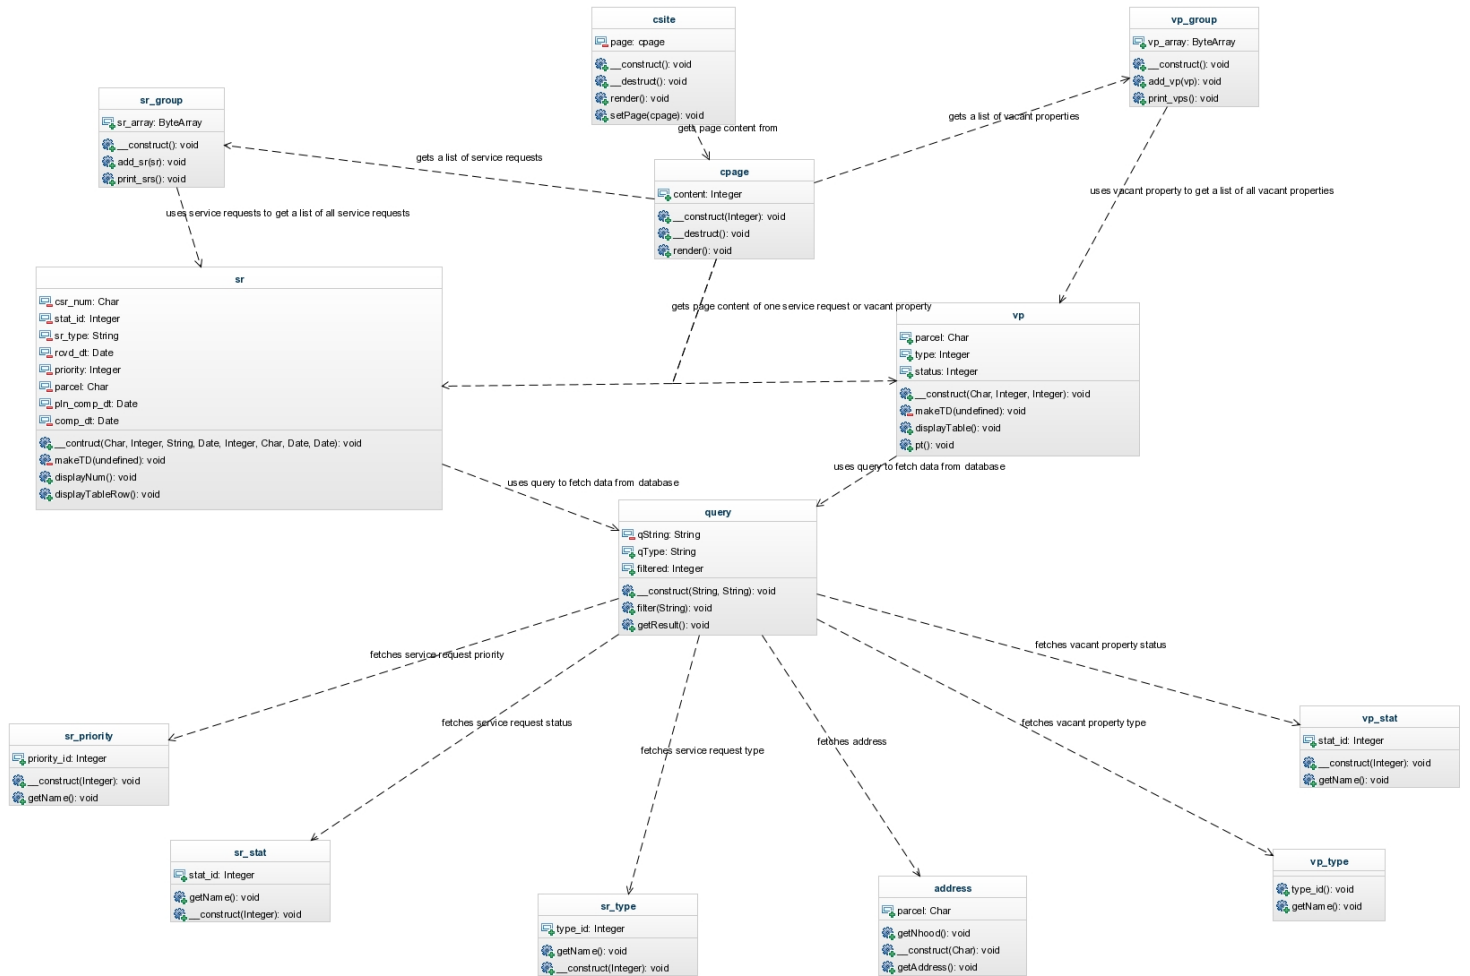 csite
page: cpage
__construct(): void
__destruct(): void
render(): void
setPage(cpage): void
vp_group
vp_array: ByteArray
__construct(): void
add_vp(vp): void
print_vps(): void
sr_group
sr_array: ByteArray
__construct(): void
add_sr(sr): void
print_srs(): void
gets page content from
gets a list of vacant properties
gets a list of service requests
cpage
content: Integer
__construct(Integer): void
__destruct(): void
render(): void
uses vacant property to get a list of all vacant properties
uses service requests to get a list of all service requests
sr
csr_num: Char
stat_id: Integer
sr_type: String
rcvd_dt: Date
priority: Integer
parcel: Char
pln_comp_dt: Date
comp_dt: Date
__contruct(Char, Integer, String, Date, Integer, Char, Date, Date): void
makeTD(undefined): void
displayNum(): void
displayTableRow(): void
gets page content of one service request or vacant property
vp
parcel: Char
type: Integer
status: Integer
__construct(Char, Integer, Integer): void
makeTD(undefined): void
displayTable(): void
pt(): void
uses query to fetch data from database
uses query to fetch data from database
query
qString: String
qType: String
filtered: Integer
__construct(String, String): void
filter(String): void
getResult(): void
fetches service request priority
fetches vacant property status
fetches service request status
fetches service request type
fetches address
fetches vacant property type
sr_priority
priority_id: Integer
__construct(Integer): void
getName(): void
vp_stat
stat_id: Integer
__construct(Integer): void
getName(): void
sr_stat
stat_id: Integer
getName(): void
__construct(Integer): void
vp_type
type_id(): void
getName(): void
sr_type
type_id: Integer
getName(): void
__construct(Integer): void
address
parcel: Char
getNhood(): void
__construct(Char): void
getAddress(): void